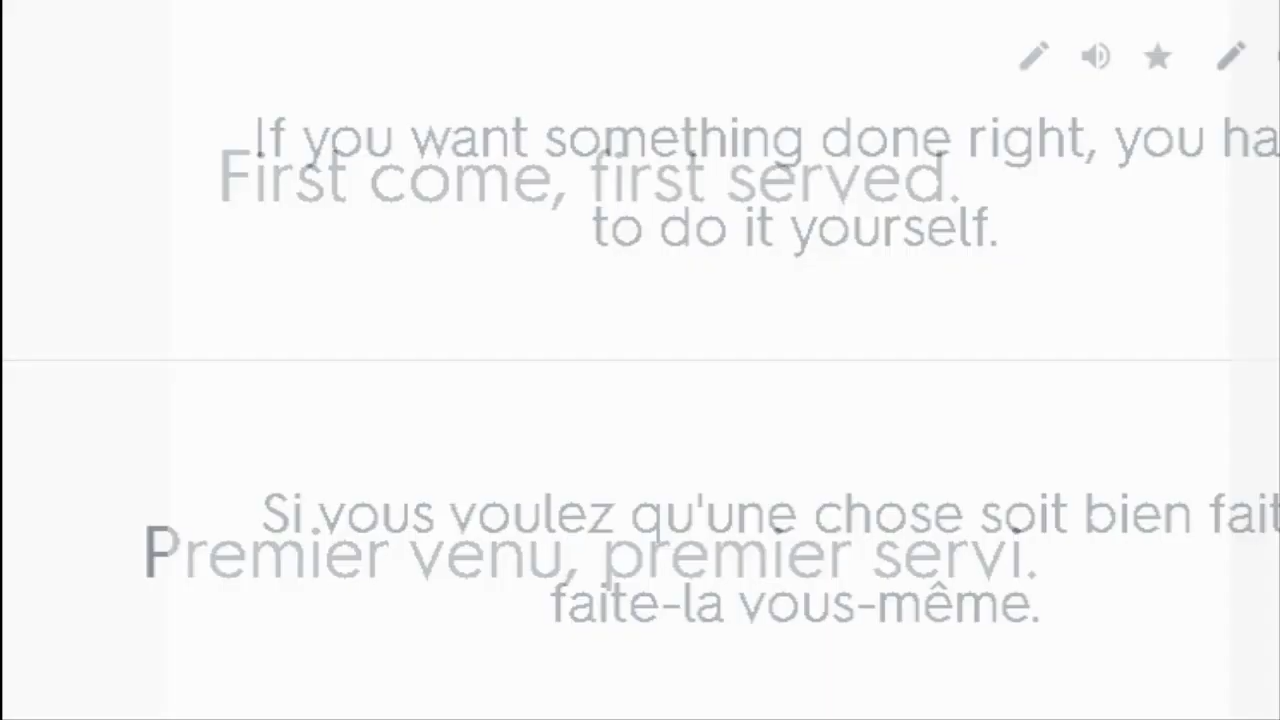 If you want something done right, you ha
First come, first served.
to do it yourself.
Si vous voulez qu'une chose soit bien fait
Premier venu, premier servi.
faite-la vous-même.